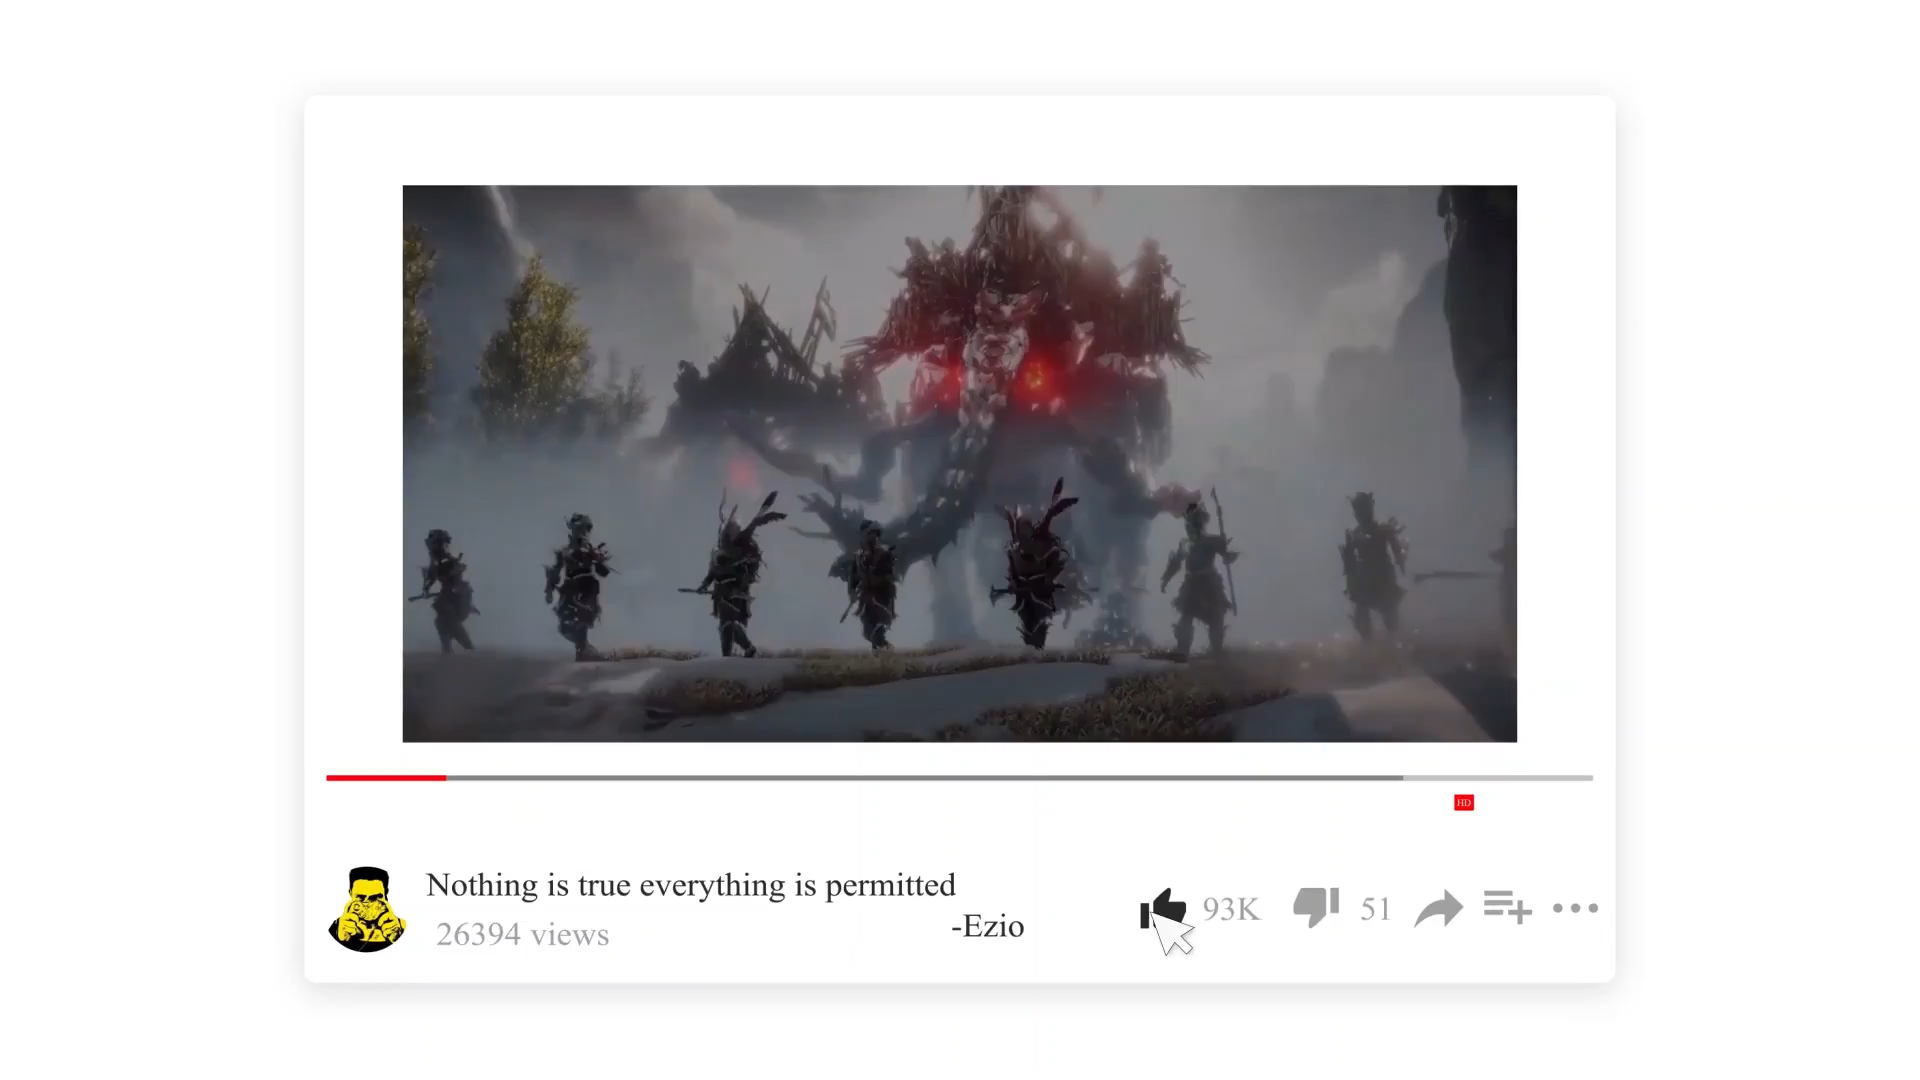 HD
Nothing is true everything is permitted
-Ezio
26394 views
93K
51